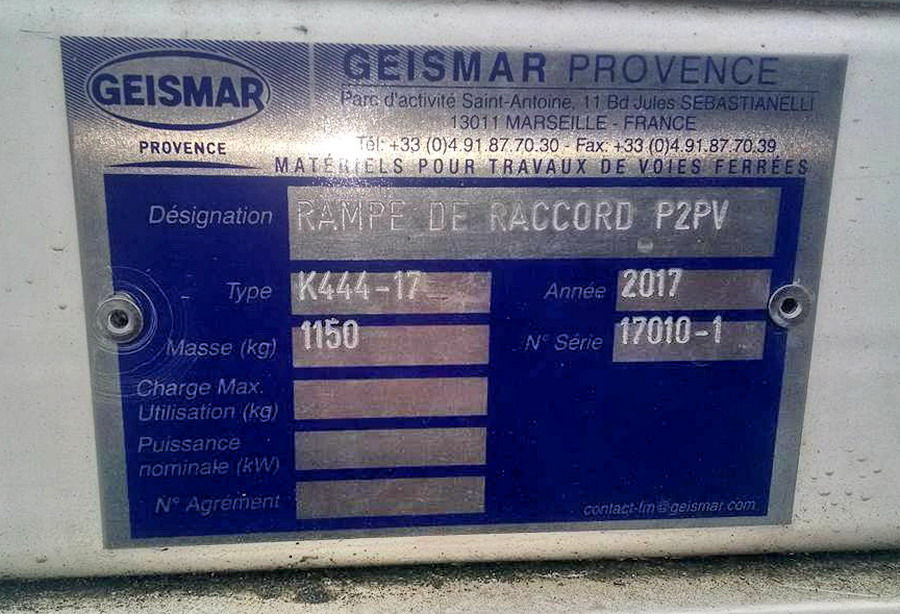 GEISMAR
PROVENCE
GEISMAR PROVENCE
Parc d'activité Saint-Antoine, 11 Bd Jules SEBASTIANELLI
13011 MARSEILLE - FRANCE
Tél: +33 (0)4.91.87.70.30 - Fax: +33 (0)4.91.87.70.39
MATÉRIELS POUR TRAVAUX DE VOIES FERRÉES
Désignation RAMPE DE RACCORD P2PV
Type K444-17 Année 2017
Masse (kg) 1150 N° Série 17010-1
Charge Max.
Utilisation (kg)
Puissance
nominale (kW)
N° Agrément
contact-fm@geismar.com